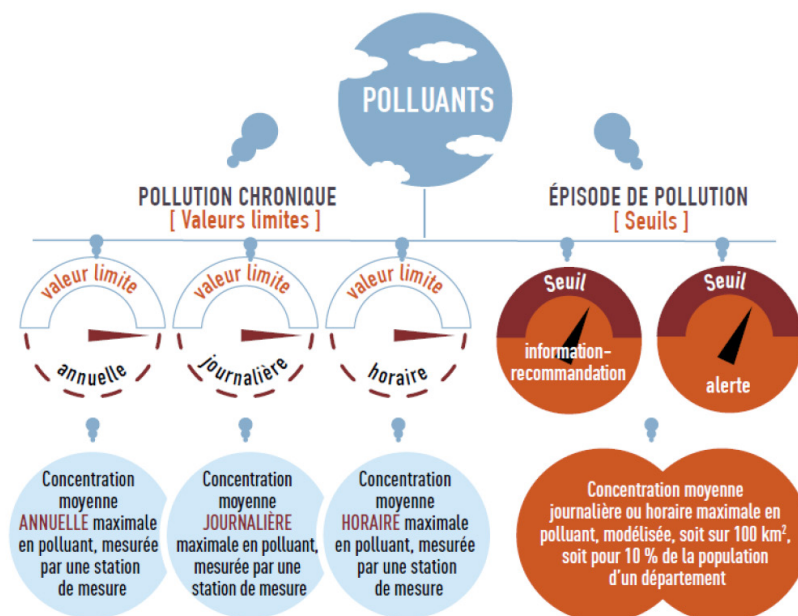 POLLUANTS
POLLUTION CHRONIQUE
[ Valeurs limites ]
ÉPISODE DE POLLUTION
[ Seuils ]
valeur limite
annuelle
valeur limite
journalière
valeur limite
horaire
Seuil
information-
recommandation
Seuil
alerte
Concentration
moyenne
ANNUELLE maximale
en polluant, mesurée
par une station
de mesure
Concentration
moyenne
JOURNALIÈRE
maximale en polluant,
mesurée par une
station de mesure
Concentration
moyenne
HORAIRE maximale
en polluant, mesurée
par une station
de mesure
Concentration moyenne
journalière ou horaire maximale en
polluant, modélisée, soit sur 100 km²,
soit pour 10 % de la population
d'un département